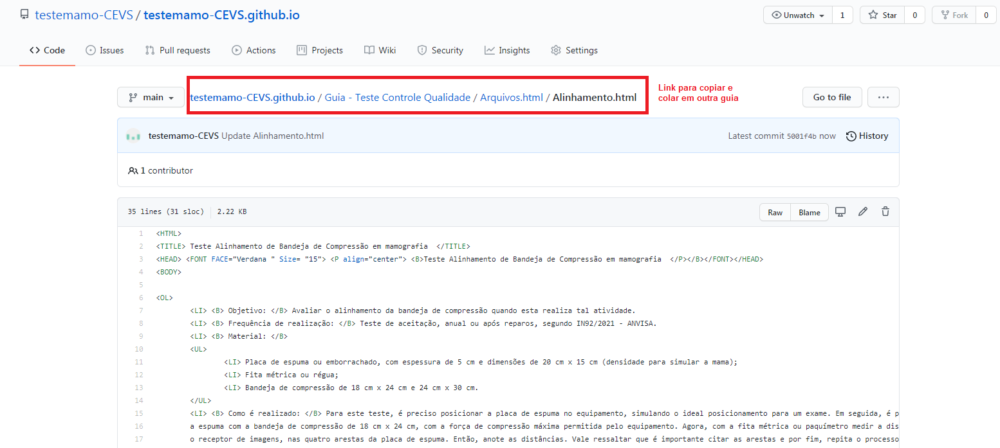 testemamo-CEVS / testemamo-CEVS.github.io
Unwatch 1 Star 0 Fork 0
Code Issues Pull requests Actions Projects Wiki Security Insights Settings
main testemamo-CEVS.github.io / Guia - Teste Controle Qualidade / Arquivos.html / Alinhamento.html
Link para copiar e
colar em outra guia
Go to file ...
testemamo-CEVS Update Alinhamento.html Latest commit 5001f4b now History
1 contributor
35 lines (31 sloc) 2.22 KB Raw Blame
1 <HTML>
2 <TITLE> Teste Alinhamento de Bandeja de Compressão em mamografia </TITLE>
3 <HEAD> <FONT FACE="Verdana " Size= "15"> <P align="center"> <B>Teste Alinhamento de Bandeja de Compressão em mamografia </P></B></FONT></HEAD>
4 <BODY>
5
6 <OL>
7 <LI> <B> Objetivo: </B> Avaliar o alinhamento da bandeja de compressão quando esta realiza tal atividade.
8 <LI> <B> Frequência de realização: </B> Teste de aceitação, anual ou após reparos, segundo IN92/2021 - ANVISA.
9 <LI> <B> Material: </B>
10 <UL>
11 <LI> Placa de espuma ou emborrachado, com espessura de 5 cm e dimensões de 20 cm x 15 cm (densidade para simular a mama);
12 <LI> Fita métrica ou régua;
13 <LI> Bandeja de compressão de 18 cm x 24 cm e 24 cm x 30 cm.
14 </UL>
15 <LI> <B> Como é realizado: </B> Para este teste, é preciso posicionar a placa de espuma no equipamento, simulando o ideal posicionamento para um exame. Em seguida, é p
16 a espuma com a bandeja de compressão de 18 cm x 24 cm, com a força de compressão máxima permitida pelo equipamento. Agora, com a fita métrica ou paquímetro medir a dis
17 o receptor de imagens, nas quatro arestas da placa de espuma. Então, anote as distâncias. Vale ressaltar que é importante citar as arestas e por fim, repita o processo